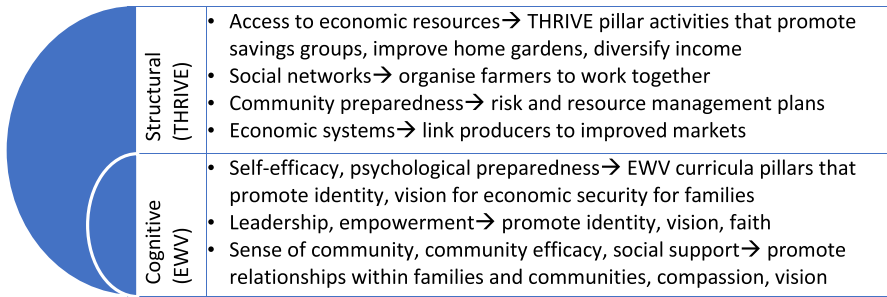 Structural
(THRIVE)
• Access to economic resources→ THRIVE pillar activities that promote
savings groups, improve home gardens, diversify income
• Social networks→ organise farmers to work together
• Community preparedness→ risk and resource management plans
• Economic systems→ link producers to improved markets
Cognitive
(EWV)
• Self-efficacy, psychological preparedness→ EWV curricula pillars that
promote identity, vision for economic security for families
• Leadership, empowerment→ promote identity, vision, faith
• Sense of community, community efficacy, social support→ promote
relationships within families and communities, compassion, vision